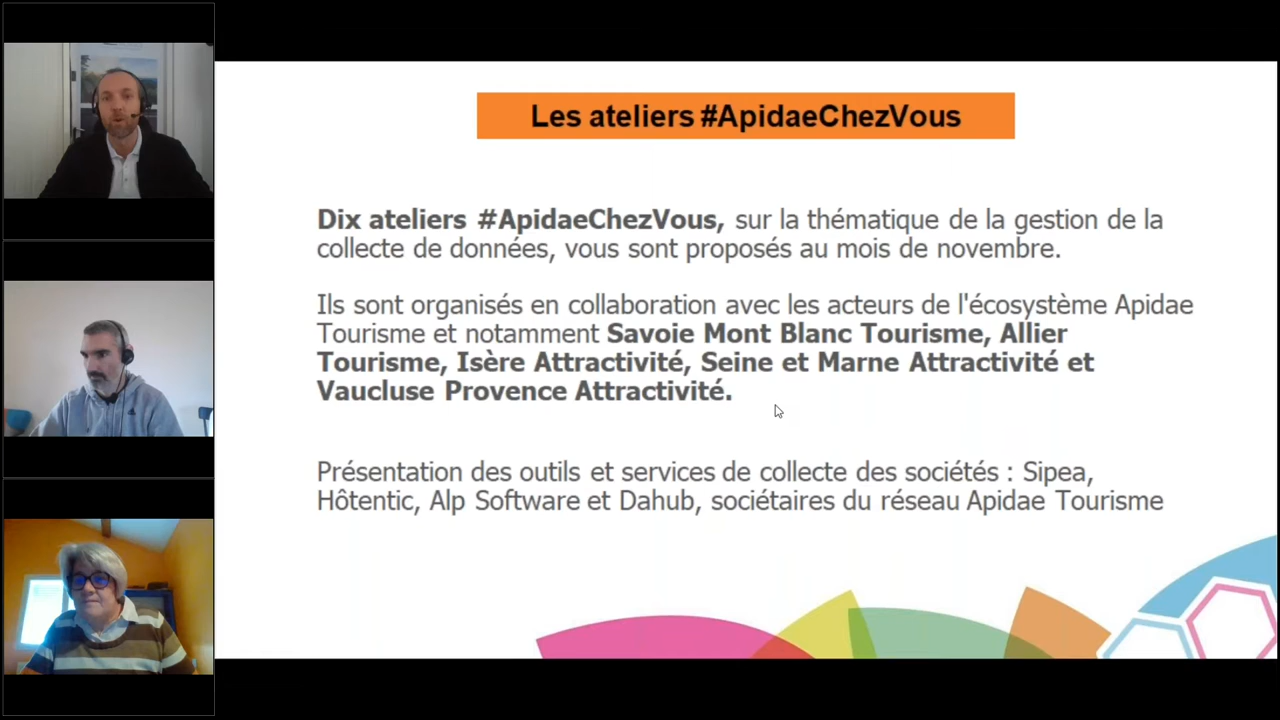 Les ateliers #ApidaeChezVous
Dix ateliers #ApidaeChezVous, sur la thématique de la gestion de la
collecte de données, vous sont proposés au mois de novembre.
Ils sont organisés en collaboration avec les acteurs de l'écosystème Apidae
Tourisme et notamment Savoie Mont Blanc Tourisme, Allier
Tourisme, Isère Attractivité, Seine et Marne Attractivité et
Vaucluse Provence Attractivité.
Présentation des outils et services de collecte des sociétés : Sipea,
Hôtentic, Alp Software et Dahub, sociétaires du réseau Apidae Tourisme